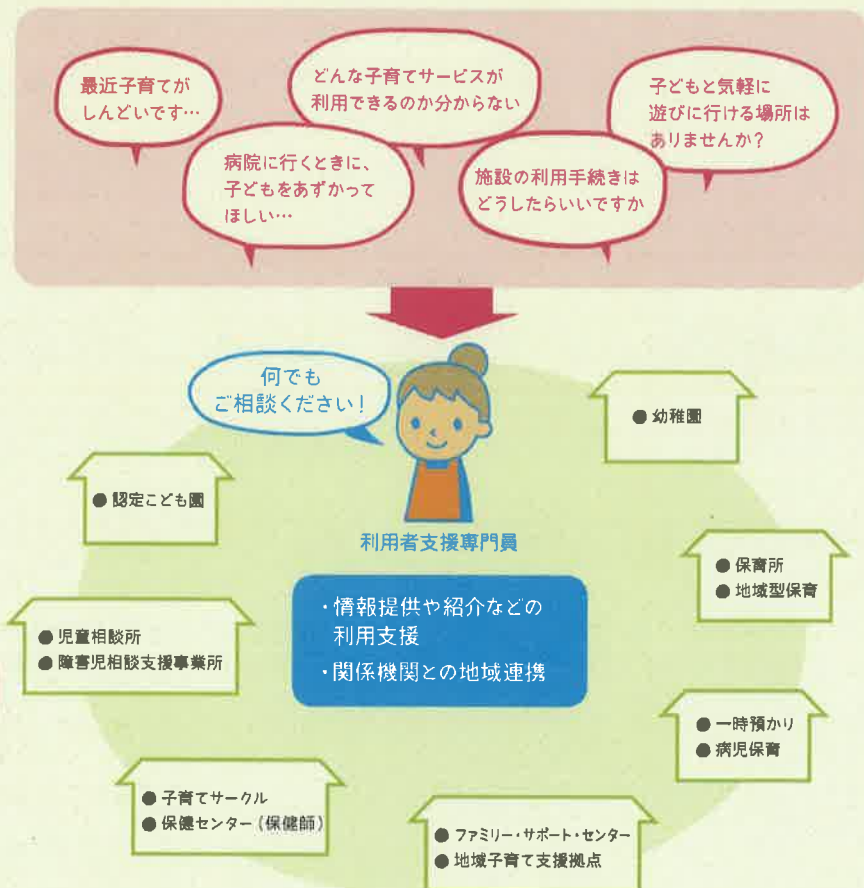 最近子育てが
しんどいです…
どんな子育てサービスが
利用できるのか分からない
子どもと気軽に
遊びに行ける場所は
ありませんか？
病院に行くときに、
子どもをあずかって
ほしい…
施設の利用手続きは
どうしたらいいですか
何でも
ご相談ください！
利用者支援専門員
・情報提供や紹介などの
利用支援
・関係機関との地域連携
● 幼稚園
● 認定こども園
● 保育所
● 地域型保育
● 児童相談所
● 障害児相談支援事業所
● 一時預かり
● 病児保育
● 子育てサークル
● 保健センター（保健師）
● ファミリー・サポート・センター
● 地域子育て支援拠点